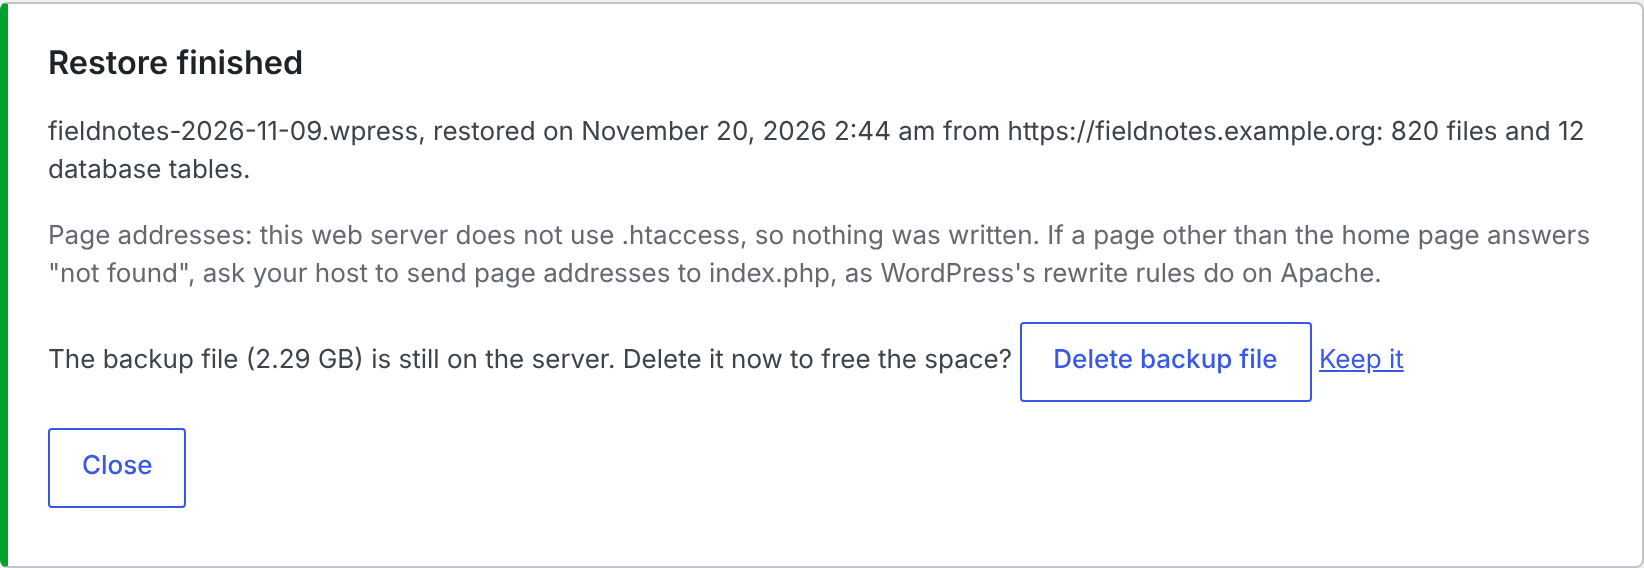 Restore finished
fieldnotes-2026-11-09.wpress, restored on November 20, 2026 2:44 am from https://fieldnotes.example.org: 820 files and 12
database tables.
Page addresses: this web server does not use .htaccess, so nothing was written. If a page other than the home page answers
"not found", ask your host to send page addresses to index.php, as WordPress's rewrite rules do on Apache.
The backup file (2.29 GB) is still on the server. Delete it now to free the space? Delete backup file Keep it
Close